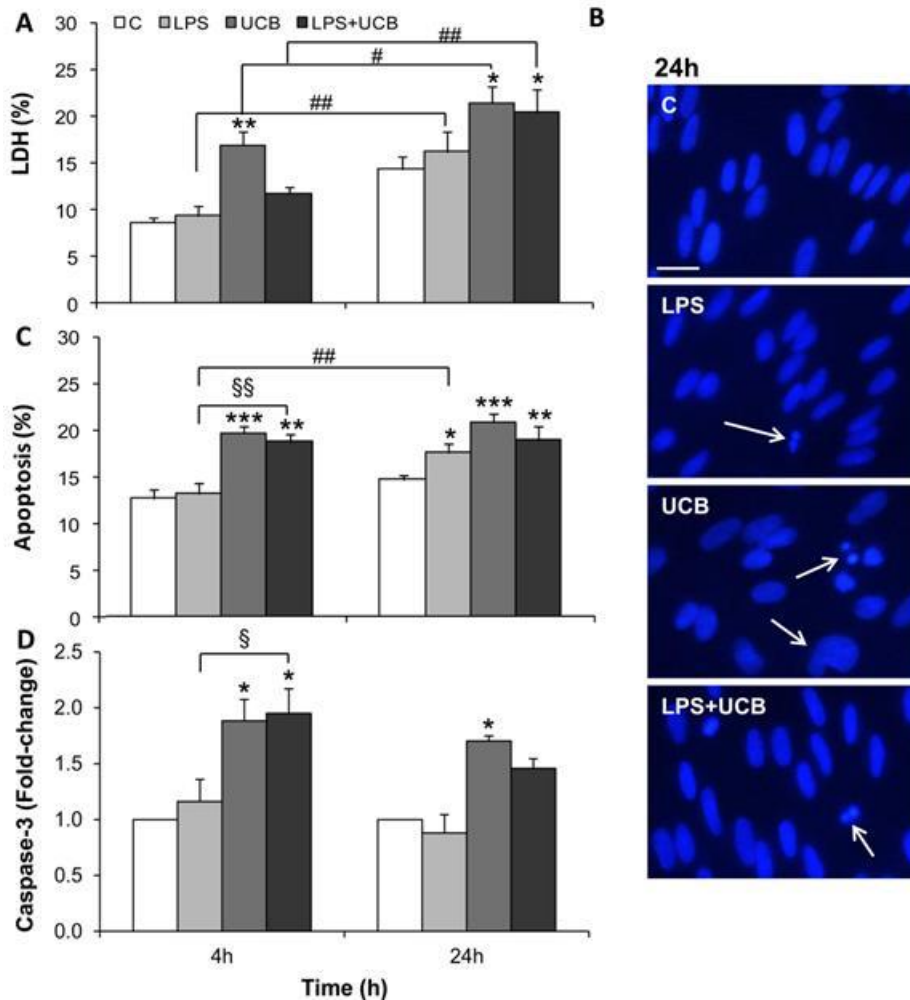 A
C LPS UCB LPS+UCB
LDH (%)
30
25
20
15
10
5
0
##
#
##
**
*
*
C
Apoptosis (%)
30
25
20
15
10
5
0
##
§§
***
**
*
***
**
D
Caspase-3 (Fold-change)
2.5
2.0
1.5
1.0
0.5
0.0
§
*
*
*
4h 24h
Time (h)
B
24h
C
LPS
UCB
LPS+UCB